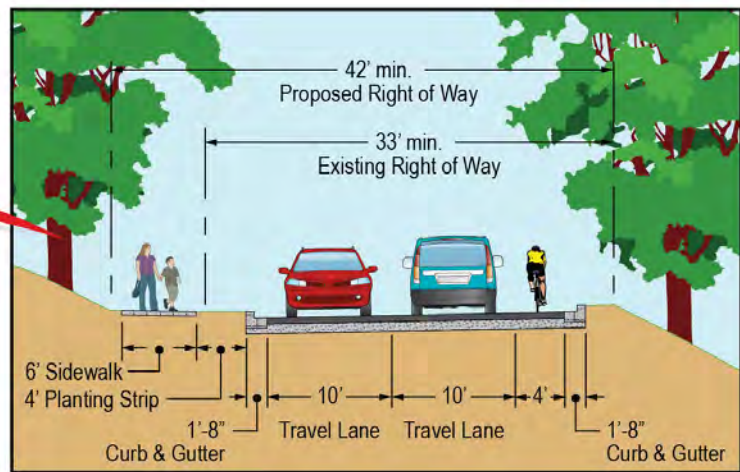 42' min.
Proposed Right of Way
33' min.
Existing Right of Way
6' Sidewalk
4' Planting Strip
10'
10'
4'
1'-8"
Curb & Gutter
Travel Lane
Travel Lane
1'-8"
Curb & Gutter